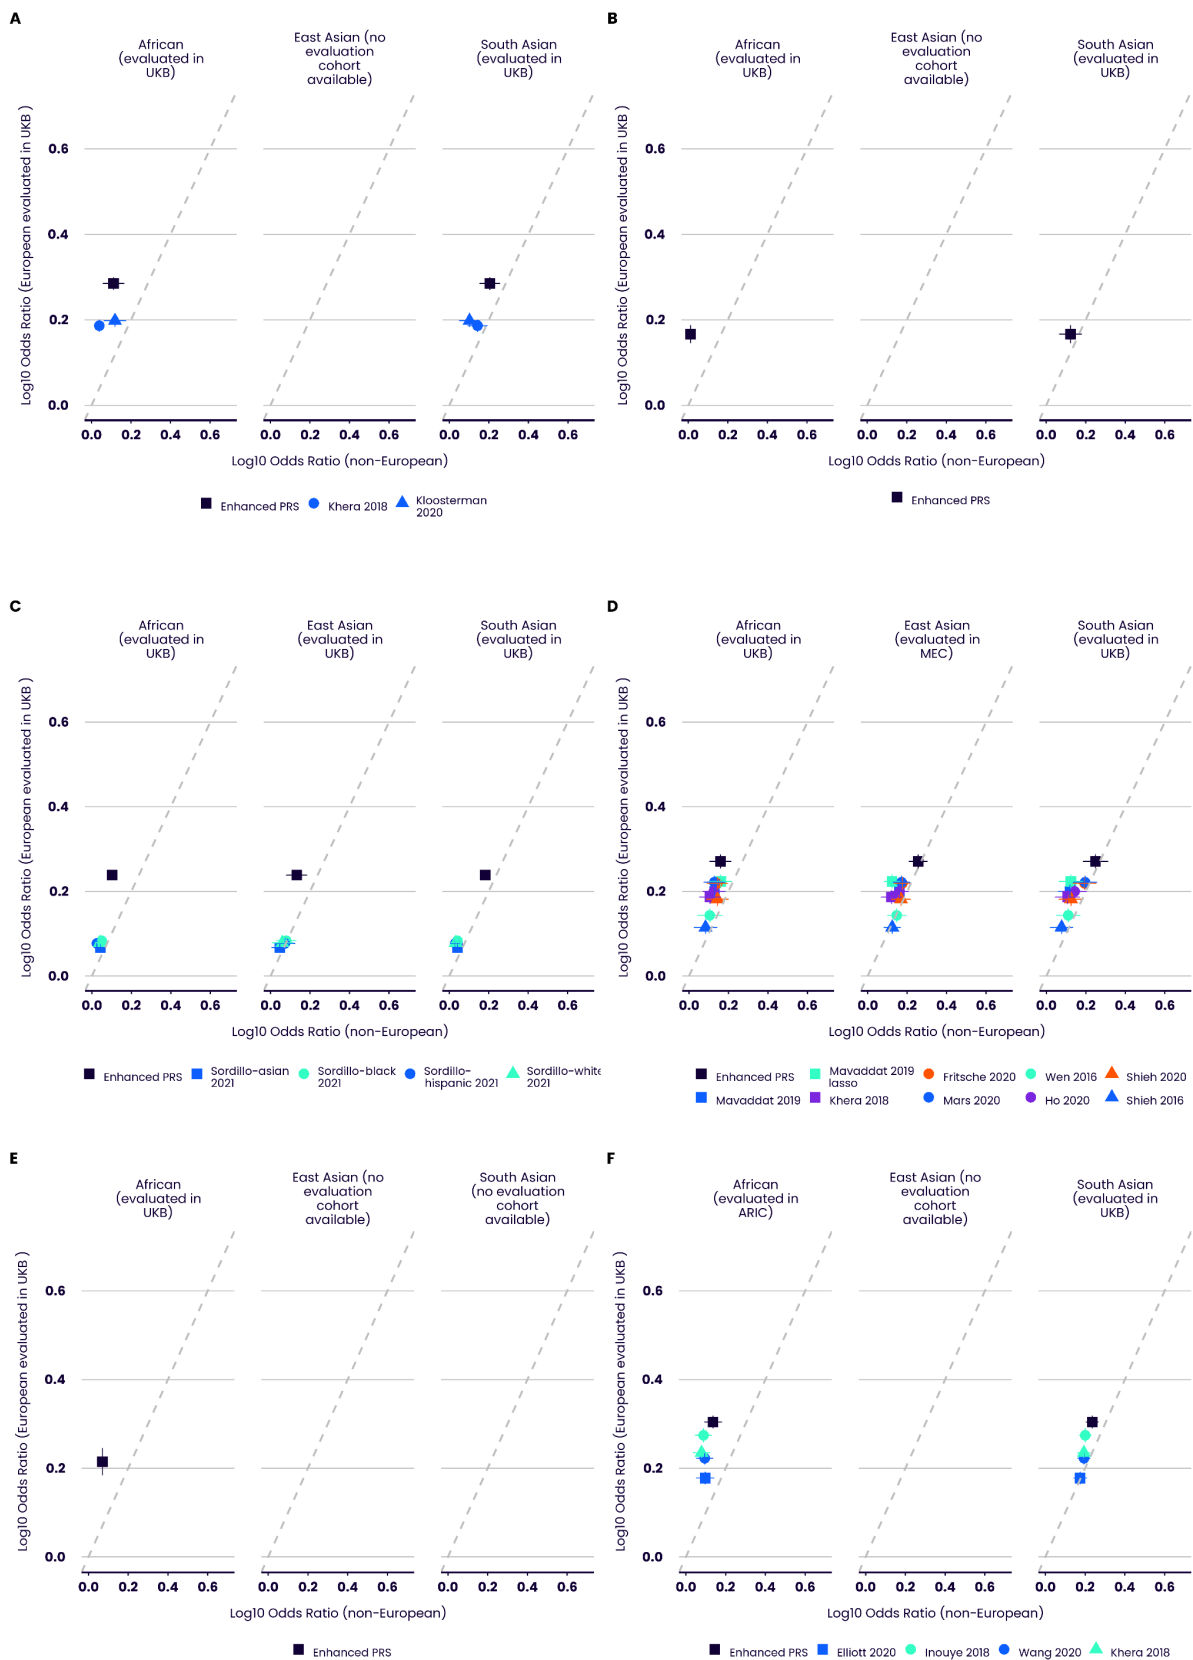 A
African
(evaluated in
UKB)
East Asian (no
evaluation
cohort
available)
South Asian
(evaluated in
UKB)
Log10 Odds Ratio (European evaluated in UKB )
0.6
0.4
0.2
0.0
0.0 0.2 0.4 0.6
0.0 0.2 0.4 0.6
0.0 0.2 0.4 0.6
Log10 Odds Ratio (non-European)
Enhanced PRS
Khera 2018
Kloosterman
2020
B
African
(evaluated in
UKB)
East Asian (no
evaluation
cohort
available)
South Asian
(evaluated in
UKB)
Log10 Odds Ratio (European evaluated in UKB )
0.6
0.4
0.2
0.0
0.0 0.2 0.4 0.6
0.0 0.2 0.4 0.6
0.0 0.2 0.4 0.6
Log10 Odds Ratio (non-European)
Enhanced PRS
C
African
(evaluated in
UKB)
East Asian
(evaluated in
UKB)
South Asian
(evaluated in
UKB)
Log10 Odds Ratio (European evaluated in UKB )
0.6
0.4
0.2
0.0
0.0 0.2 0.4 0.6
0.0 0.2 0.4 0.6
0.0 0.2 0.4 0.6
Log10 Odds Ratio (non-European)
Enhanced PRS
Sordillo-asian
2021
Sordillo-black
2021
Sordillo-
hispanic 2021
Sordillo-white
2021
D
African
(evaluated in
UKB)
East Asian
(evaluated in
MEC)
South Asian
(evaluated in
UKB)
Log10 Odds Ratio (European evaluated in UKB )
0.6
0.4
0.2
0.0
0.0 0.2 0.4 0.6
0.0 0.2 0.4 0.6
0.0 0.2 0.4 0.6
Log10 Odds Ratio (non-European)
Enhanced PRS
Mavaddat 2019
lasso
Fritsche 2020
Wen 2016
Shieh 2020
Mavaddat 2019
Khera 2018
Mars 2020
Ho 2020
Shieh 2016
E
African
(evaluated in
UKB)
East Asian (no
evaluation
cohort
available)
South Asian
(no evaluation
cohort
available)
Log10 Odds Ratio (European evaluated in UKB )
0.6
0.4
0.2
0.0
0.0 0.2 0.4 0.6
0.0 0.2 0.4 0.6
0.0 0.2 0.4 0.6
Log10 Odds Ratio (non-European)
Enhanced PRS
F
African
(evaluated in
ARIC)
East Asian (no
evaluation
cohort
available)
South Asian
(evaluated in
UKB)
Log10 Odds Ratio (European evaluated in UKB )
0.6
0.4
0.2
0.0
0.0 0.2 0.4 0.6
0.0 0.2 0.4 0.6
0.0 0.2 0.4 0.6
Log10 Odds Ratio (non-European)
Enhanced PRS
Elliott 2020
Inouye 2018
Wang 2020
Khera 2018